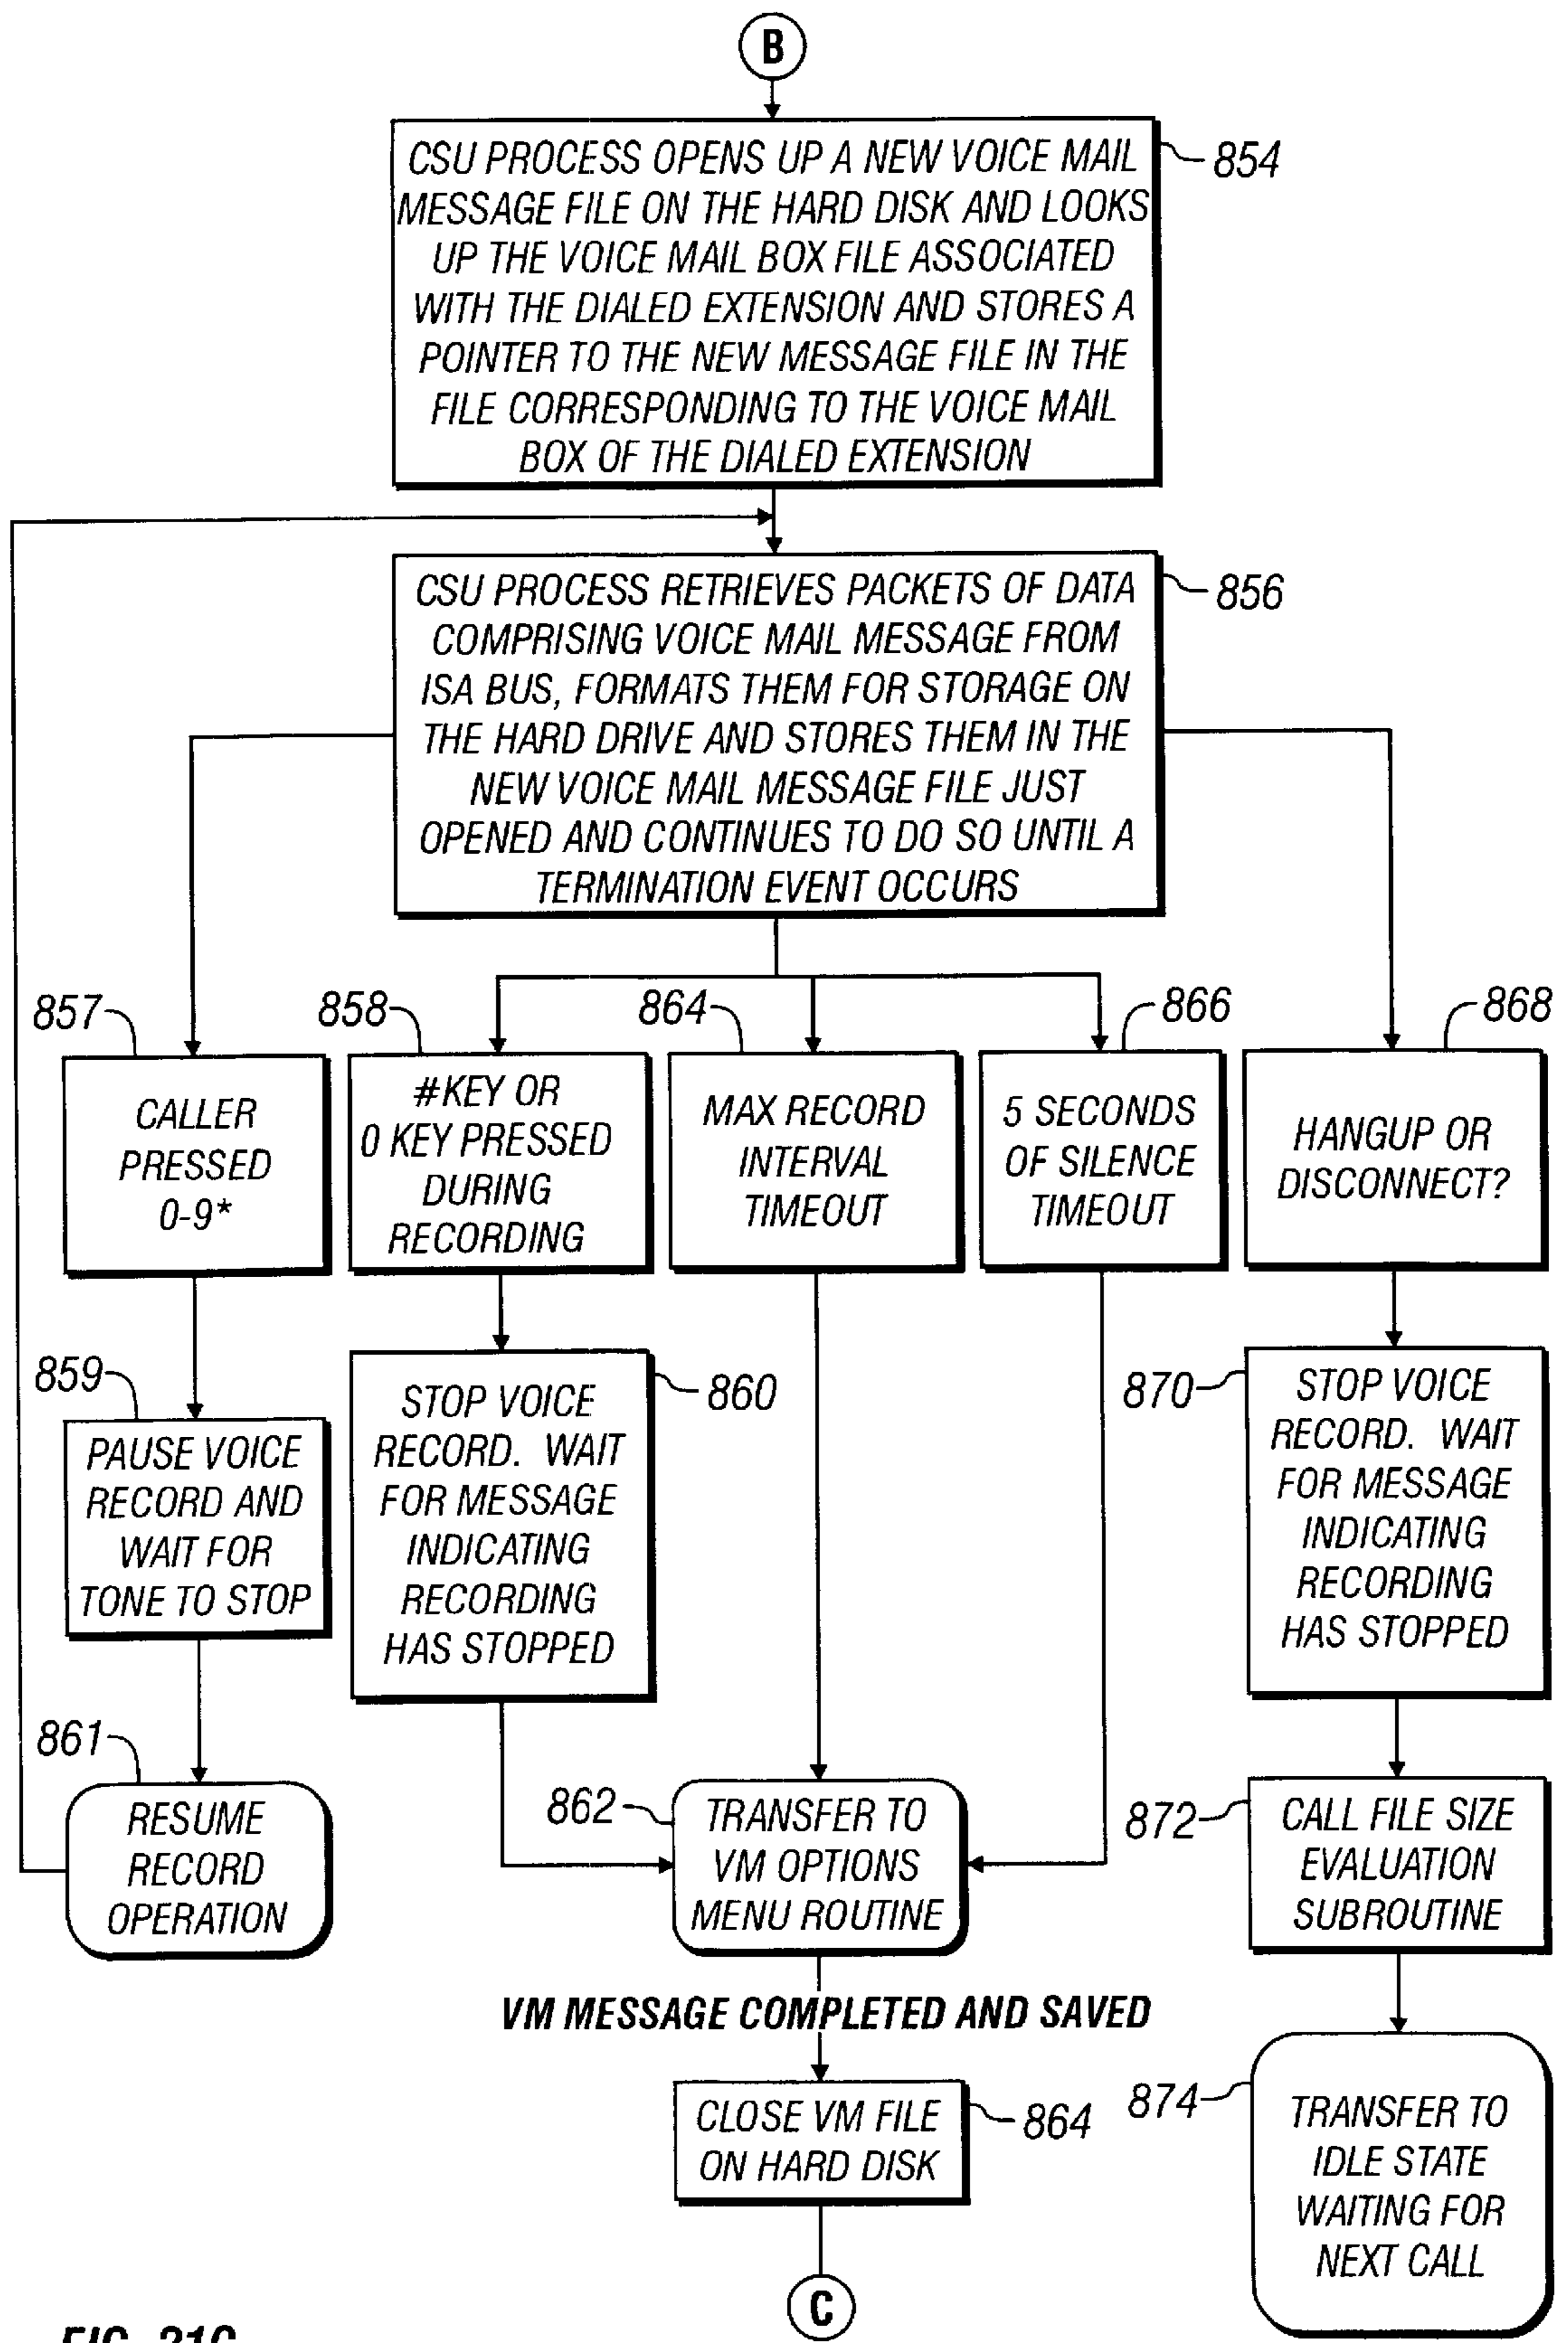 B
CSU PROCESS OPENS UP A NEW VOICE MAIL
MESSAGE FILE ON THE HARD DISK AND LOOKS
UP THE VOICE MAIL BOX FILE ASSOCIATED
WITH THE DIALED EXTENSION AND STORES A
POINTER TO THE NEW MESSAGE FILE IN THE
FILE CORRESPONDING TO THE VOICE MAIL
BOX OF THE DIALED EXTENSION
854
CSU PROCESS RETRIEVES PACKETS OF DATA
COMPRISING VOICE MAIL MESSAGE FROM
ISA BUS, FORMATS THEM FOR STORAGE ON
THE HARD DRIVE AND STORES THEM IN THE
NEW VOICE MAIL MESSAGE FILE JUST
OPENED AND CONTINUES TO DO SO UNTIL A
TERMINATION EVENT OCCURS
856
857
CALLER
PRESSED
0-9*
858
#KEY OR
0 KEY PRESSED
DURING
RECORDING
864
MAX RECORD
INTERVAL
TIMEOUT
866
5 SECONDS
OF SILENCE
TIMEOUT
868
HANGUP OR
DISCONNECT?
859
PAUSE VOICE
RECORD AND
WAIT FOR
TONE TO STOP
860
STOP VOICE
RECORD. WAIT
FOR MESSAGE
INDICATING
RECORDING
HAS STOPPED
870
STOP VOICE
RECORD. WAIT
FOR MESSAGE
INDICATING
RECORDING
HAS STOPPED
861
RESUME
RECORD
OPERATION
862
TRANSFER TO
VM OPTIONS
MENU ROUTINE
872
CALL FILE SIZE
EVALUATION
SUBROUTINE
VM MESSAGE COMPLETED AND SAVED
CLOSE VM FILE
ON HARD DISK
864
874
TRANSFER TO
IDLE STATE
WAITING FOR
NEXT CALL
C